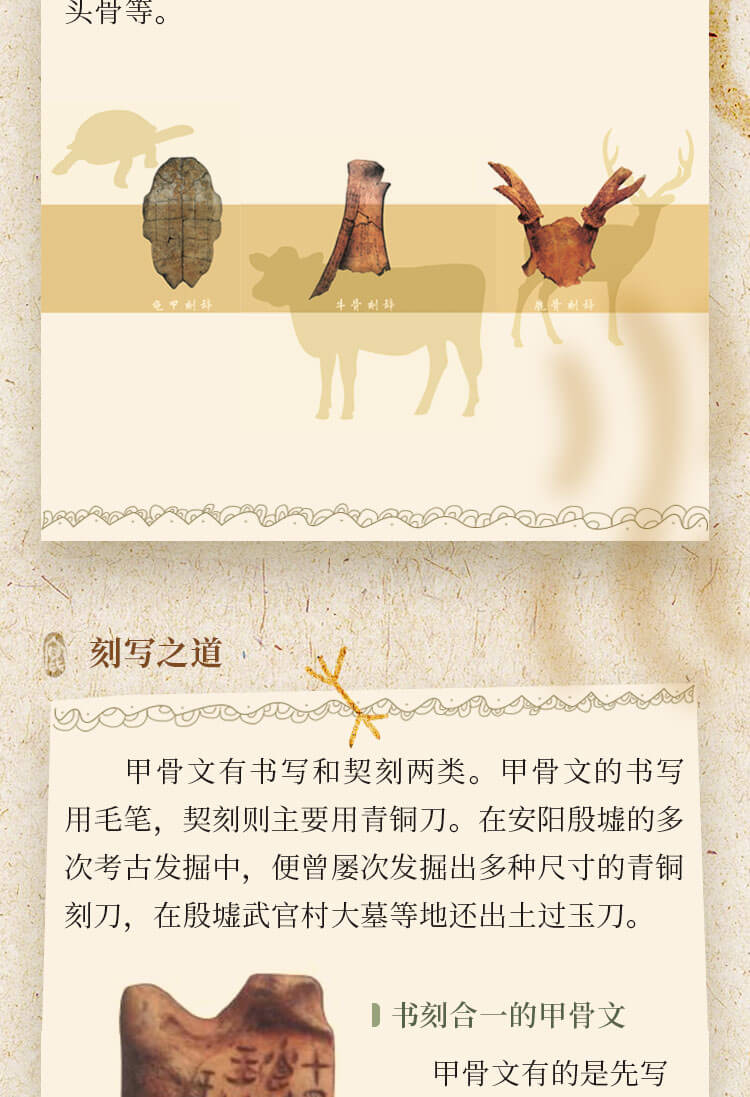 头骨等。
龟甲刻辞
牛骨刻辞
鹿骨刻辞
刻写之道
甲骨文有书写和契刻两类。甲骨文的书写
用毛笔，契刻则主要用青铜刀。在安阳殷墟的多
次考古发掘中，便曾屡次发掘出多种尺寸的青铜
刻刀，在殷墟武官村大墓等地还出土过玉刀。
书刻合一的甲骨文
甲骨文有的是先写